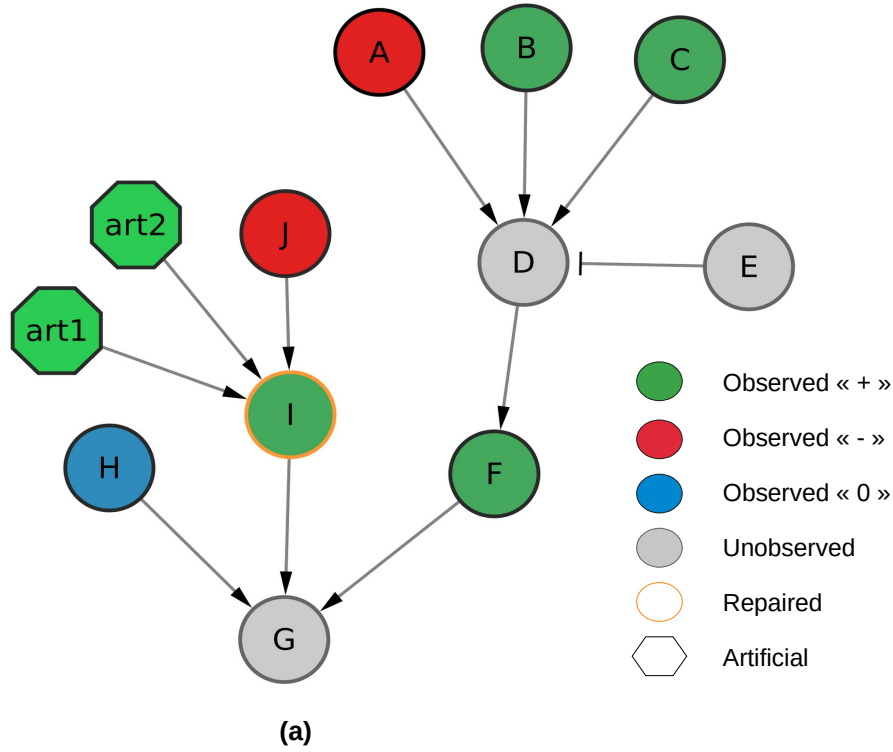 A
B
C
art2
J
D
E
art1
I
Observed « + »
Observed « - »
H
F
Observed « 0 »
Unobserved
Repaired
G
Artificial
(a)